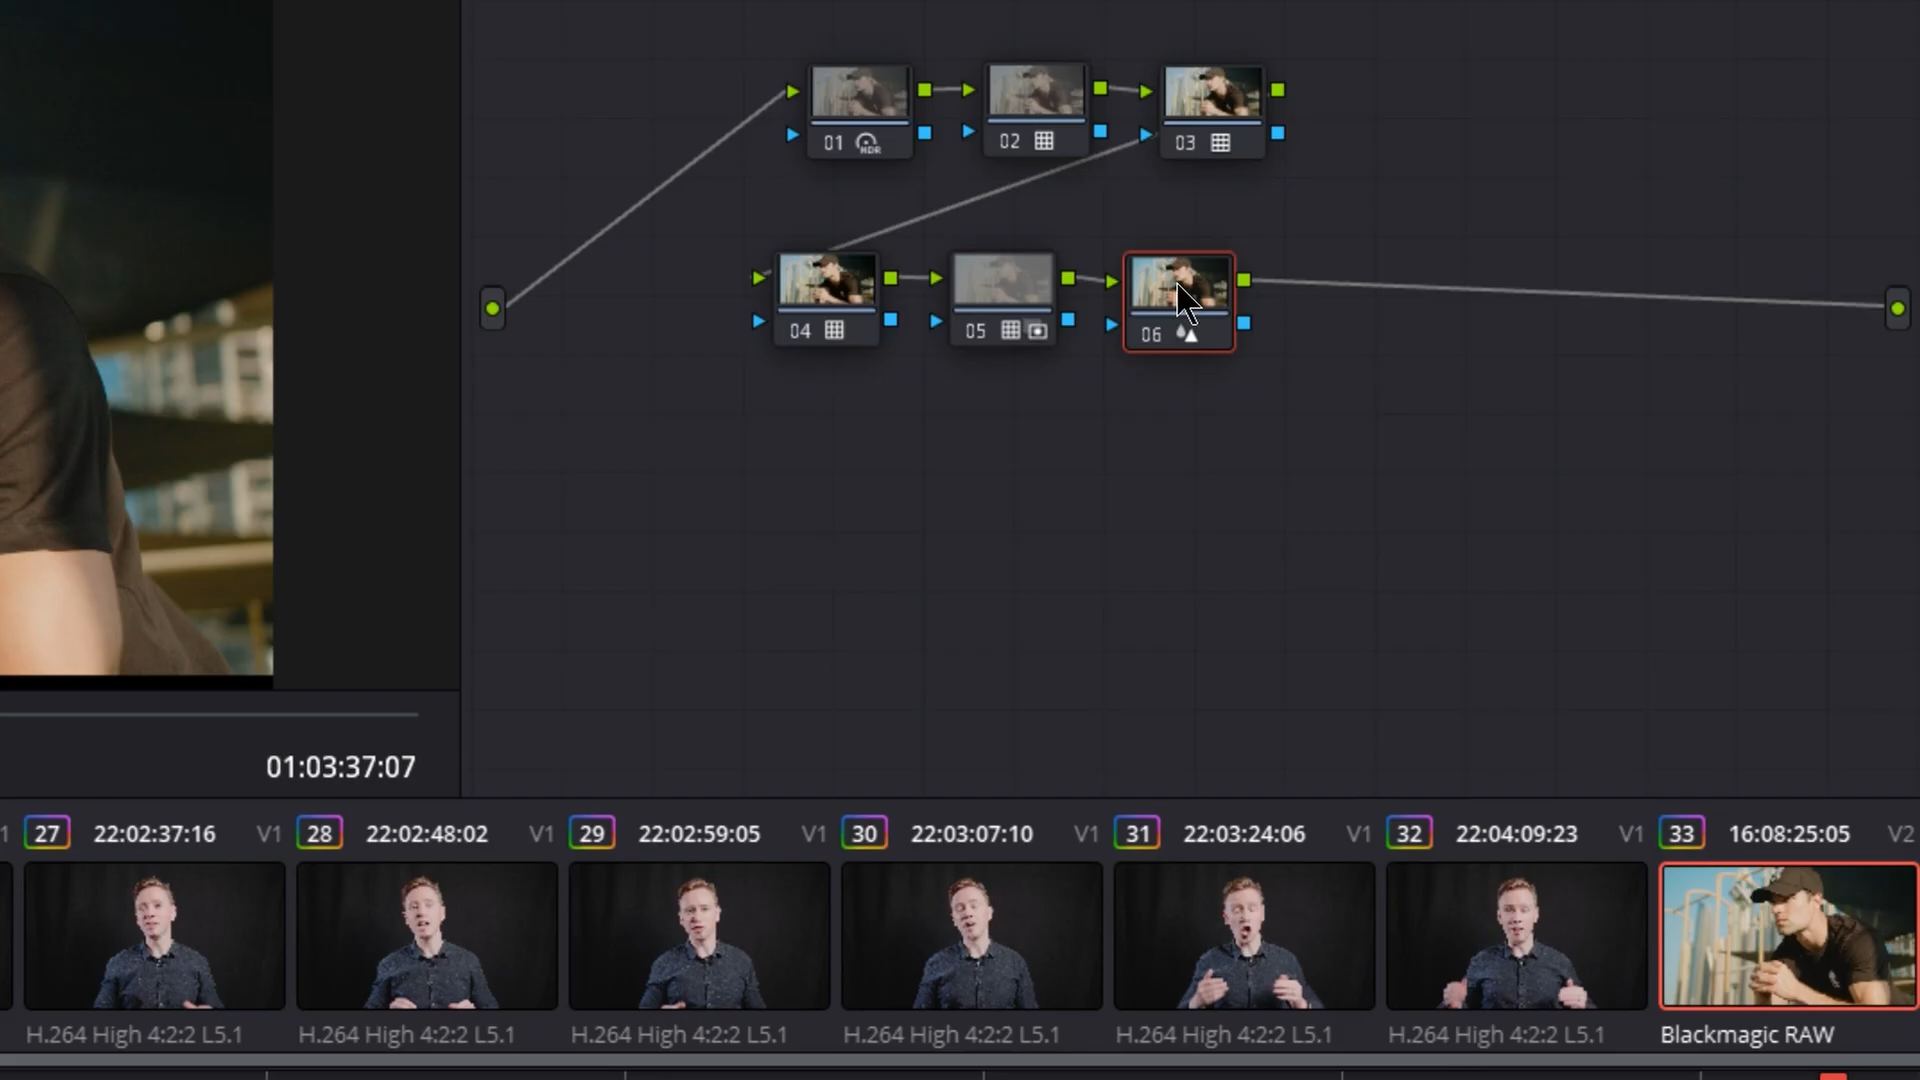 01 HDR
02
03
04
05
06
01:03:37:07
1
27 22:02:37:16 V1
28 22:02:48:02 V1
29 22:02:59:05 V1
30 22:03:07:10 V1
31 22:03:24:06 V1
32 22:04:09:23 V1
33 16:08:25:05 V2
H.264 High 4:2:2 L5.1
H.264 High 4:2:2 L5.1
H.264 High 4:2:2 L5.1
H.264 High 4:2:2 L5.1
H.264 High 4:2:2 L5.1
H.264 High 4:2:2 L5.1
Blackmagic RAW